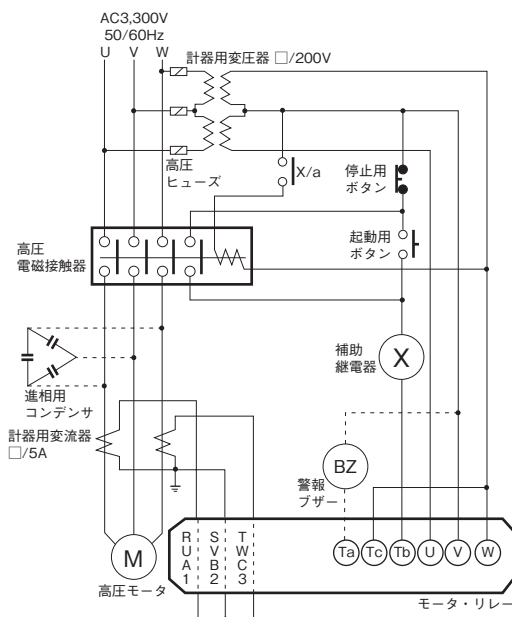 AC3,300V
50/60Hz
U V W
計器用変圧器 □/200V
高圧
ヒューズ
X/a
停止用
ボタン
起動用
ボタン
高圧
電磁接触器
補助
継電器
X
進相用
コンデンサ
計器用変流器
□/5A
BZ
警報
ブザー
M
高圧モータ
RUA1
SVB2
TWC3
Ta Tc Tb U V W
モータ・リレー